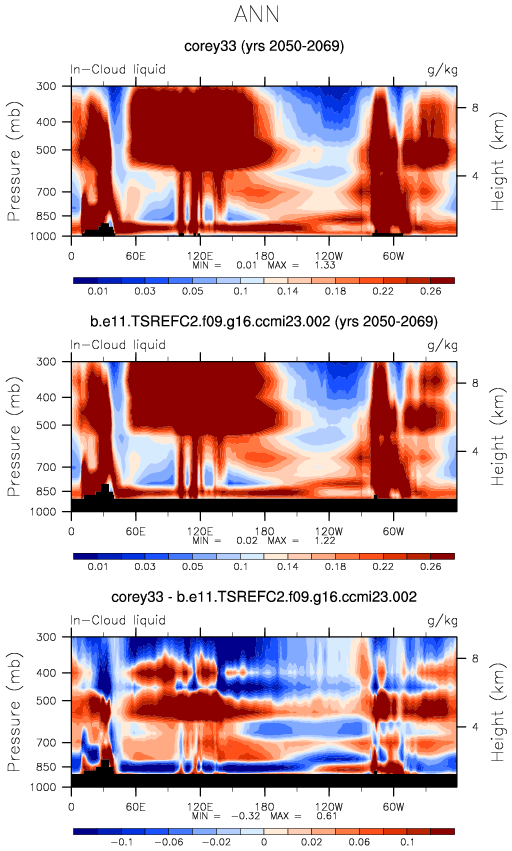 ANN
corey33 (yrs 2050-2069)
In-Cloud liquid g/kg
300
400
500
700
850
1000
Pressure (mb)
8
4
Height (km)
0 60E 120E 180 120W 60W
MIN = 0.01 MAX = 1.33
0.01 0.03 0.05 0.1 0.14 0.18 0.22 0.26
b.e11.TSREFC2.f09.g16.ccmi23.002 (yrs 2050-2069)
In-Cloud liquid g/kg
300
400
500
700
850
1000
Pressure (mb)
8
4
Height (km)
0 60E 120E 180 120W 60W
MIN = 0.02 MAX = 1.22
0.01 0.03 0.05 0.1 0.14 0.18 0.22 0.26
corey33 - b.e11.TSREFC2.f09.g16.ccmi23.002
In-Cloud liquid g/kg
300
400
500
700
850
1000
Pressure (mb)
8
4
Height (km)
0 60E 120E 180 120W 60W
MIN = -0.32 MAX = 0.61
-0.1 -0.06 -0.02 0 0.02 0.06 0.1